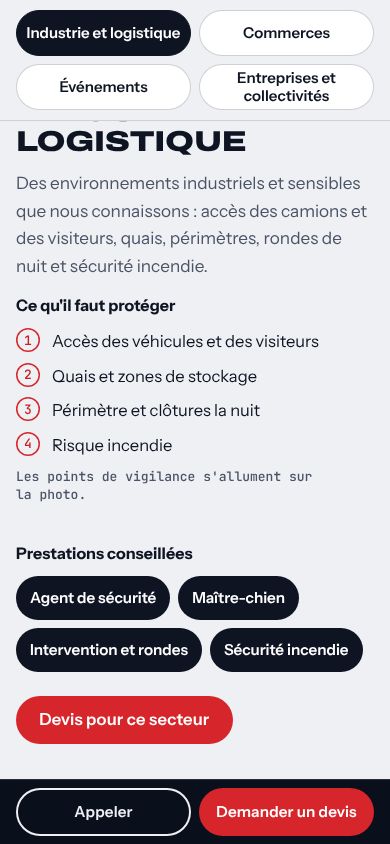 Industrie et logistique
Commerces
Événements
Entreprises et
collectivités
LOGISTIQUE
Des environnements industriels et sensibles
que nous connaissons : accès des camions et
des visiteurs, quais, périmètres, rondes de
nuit et sécurité incendie.
Ce qu'il faut protéger
1 Accès des véhicules et des visiteurs
2 Quais et zones de stockage
3 Périmètre et clôtures la nuit
4 Risque incendie
Les points de vigilance s'allument sur
la photo.
Prestations conseillées
Agent de sécurité
Maître-chien
Intervention et rondes
Sécurité incendie
Devis pour ce secteur
Appeler
Demander un devis